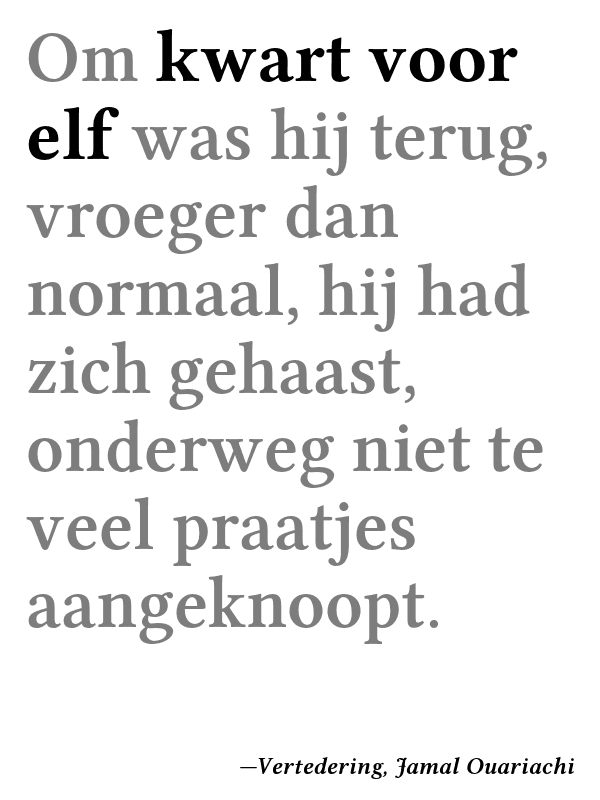 Om kwart voor
elf was hij terug,
vroeger dan
normaal, hij had
zich gehaast,
onderweg niet te
veel praatjes
aangeknoopt.
—Vertedering, Jamal Ouariachi